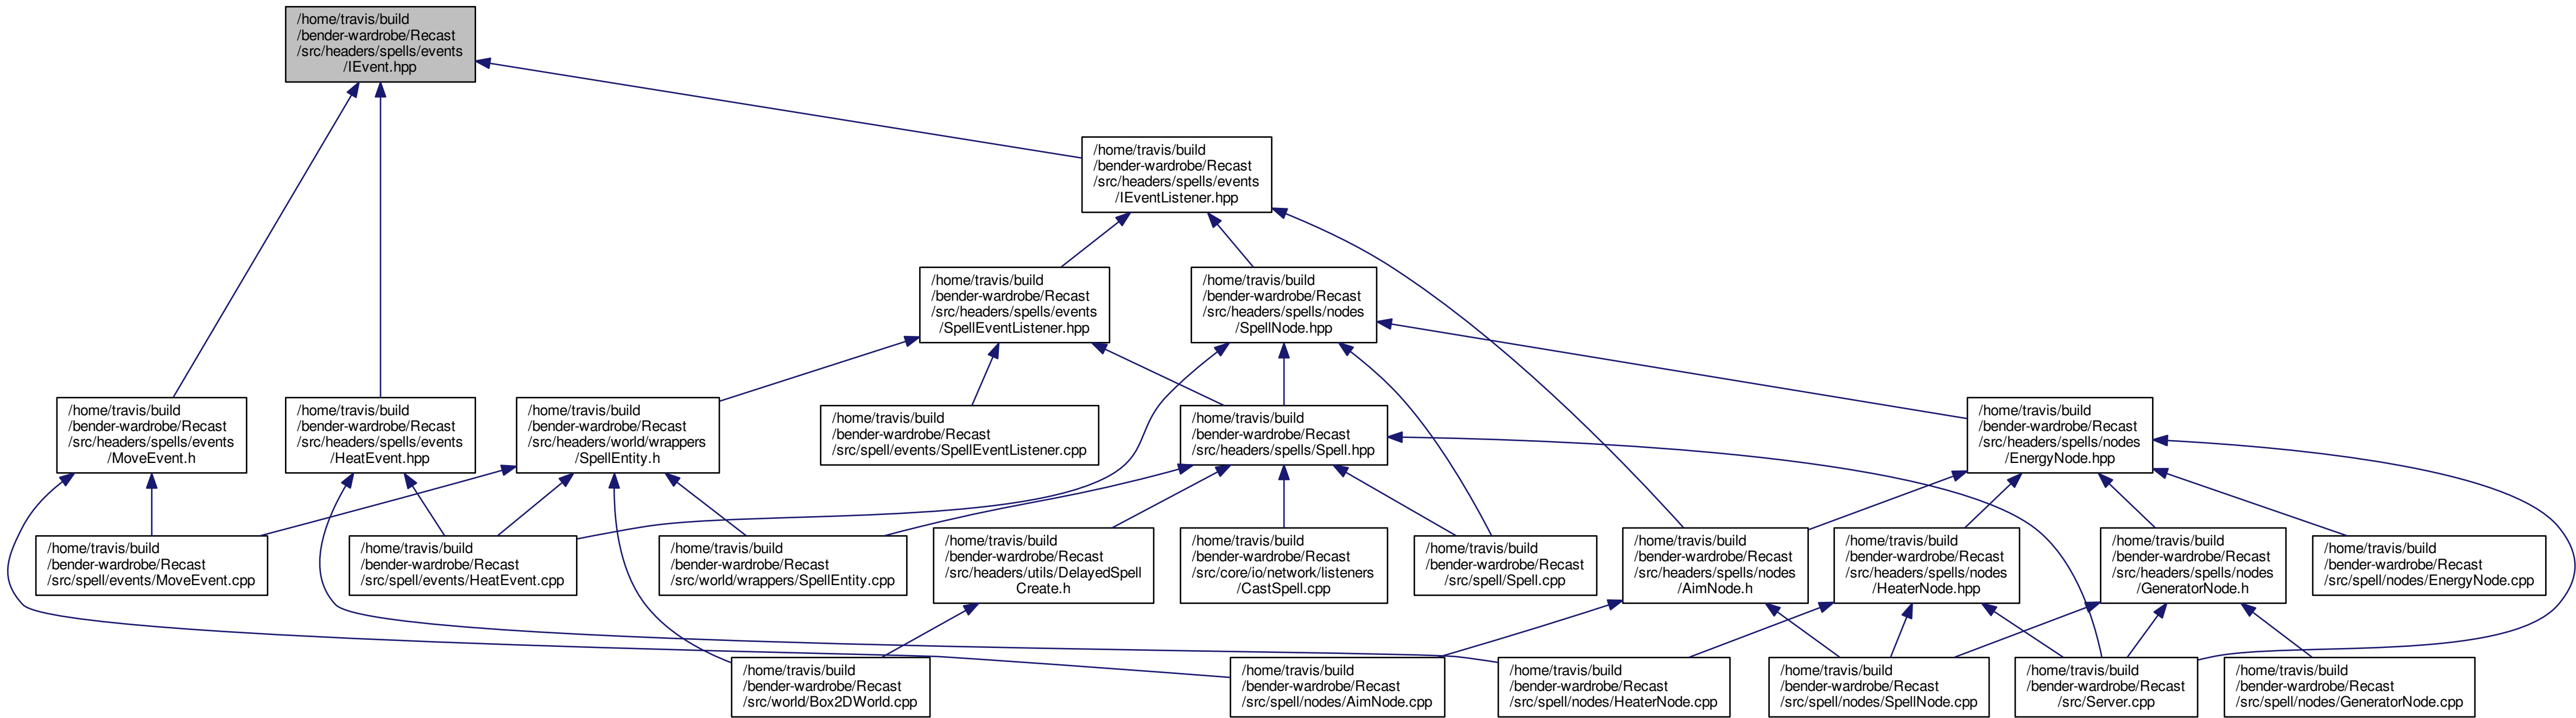 /home/travis/build
/bender-wardrobe/Recast
/src/headers/spells/events
/IEvent.hpp
/home/travis/build
/bender-wardrobe/Recast
/src/headers/spells/events
/IEventListener.hpp
/home/travis/build
/bender-wardrobe/Recast
/src/headers/spells/events
/SpellEventListener.hpp
/home/travis/build
/bender-wardrobe/Recast
/src/headers/spells/nodes
/SpellNode.hpp
/home/travis/build
/bender-wardrobe/Recast
/src/headers/spells/events
/MoveEvent.h
/home/travis/build
/bender-wardrobe/Recast
/src/headers/spells/events
/HeatEvent.hpp
/home/travis/build
/bender-wardrobe/Recast
/src/headers/world/wrappers
/SpellEntity.h
/home/travis/build
/bender-wardrobe/Recast
/src/spell/events/SpellEventListener.cpp
/home/travis/build
/bender-wardrobe/Recast
/src/headers/spells/Spell.hpp
/home/travis/build
/bender-wardrobe/Recast
/src/headers/spells/nodes
/EnergyNode.hpp
/home/travis/build
/bender-wardrobe/Recast
/src/spell/events/MoveEvent.cpp
/home/travis/build
/bender-wardrobe/Recast
/src/spell/events/HeatEvent.cpp
/home/travis/build
/bender-wardrobe/Recast
/src/world/wrappers/SpellEntity.cpp
/home/travis/build
/bender-wardrobe/Recast
/src/headers/utils/DelayedSpell
Create.h
/home/travis/build
/bender-wardrobe/Recast
/src/core/io/network/listeners
/CastSpell.cpp
/home/travis/build
/bender-wardrobe/Recast
/src/spell/Spell.cpp
/home/travis/build
/bender-wardrobe/Recast
/src/headers/spells/nodes
/AimNode.h
/home/travis/build
/bender-wardrobe/Recast
/src/headers/spells/nodes
/HeaterNode.hpp
/home/travis/build
/bender-wardrobe/Recast
/src/headers/spells/nodes
/GeneratorNode.h
/home/travis/build
/bender-wardrobe/Recast
/src/spell/nodes/EnergyNode.cpp
/home/travis/build
/bender-wardrobe/Recast
/src/world/Box2DWorld.cpp
/home/travis/build
/bender-wardrobe/Recast
/src/spell/nodes/AimNode.cpp
/home/travis/build
/bender-wardrobe/Recast
/src/spell/nodes/HeaterNode.cpp
/home/travis/build
/bender-wardrobe/Recast
/src/spell/nodes/SpellNode.cpp
/home/travis/build
/bender-wardrobe/Recast
/src/Server.cpp
/home/travis/build
/bender-wardrobe/Recast
/src/spell/nodes/GeneratorNode.cpp